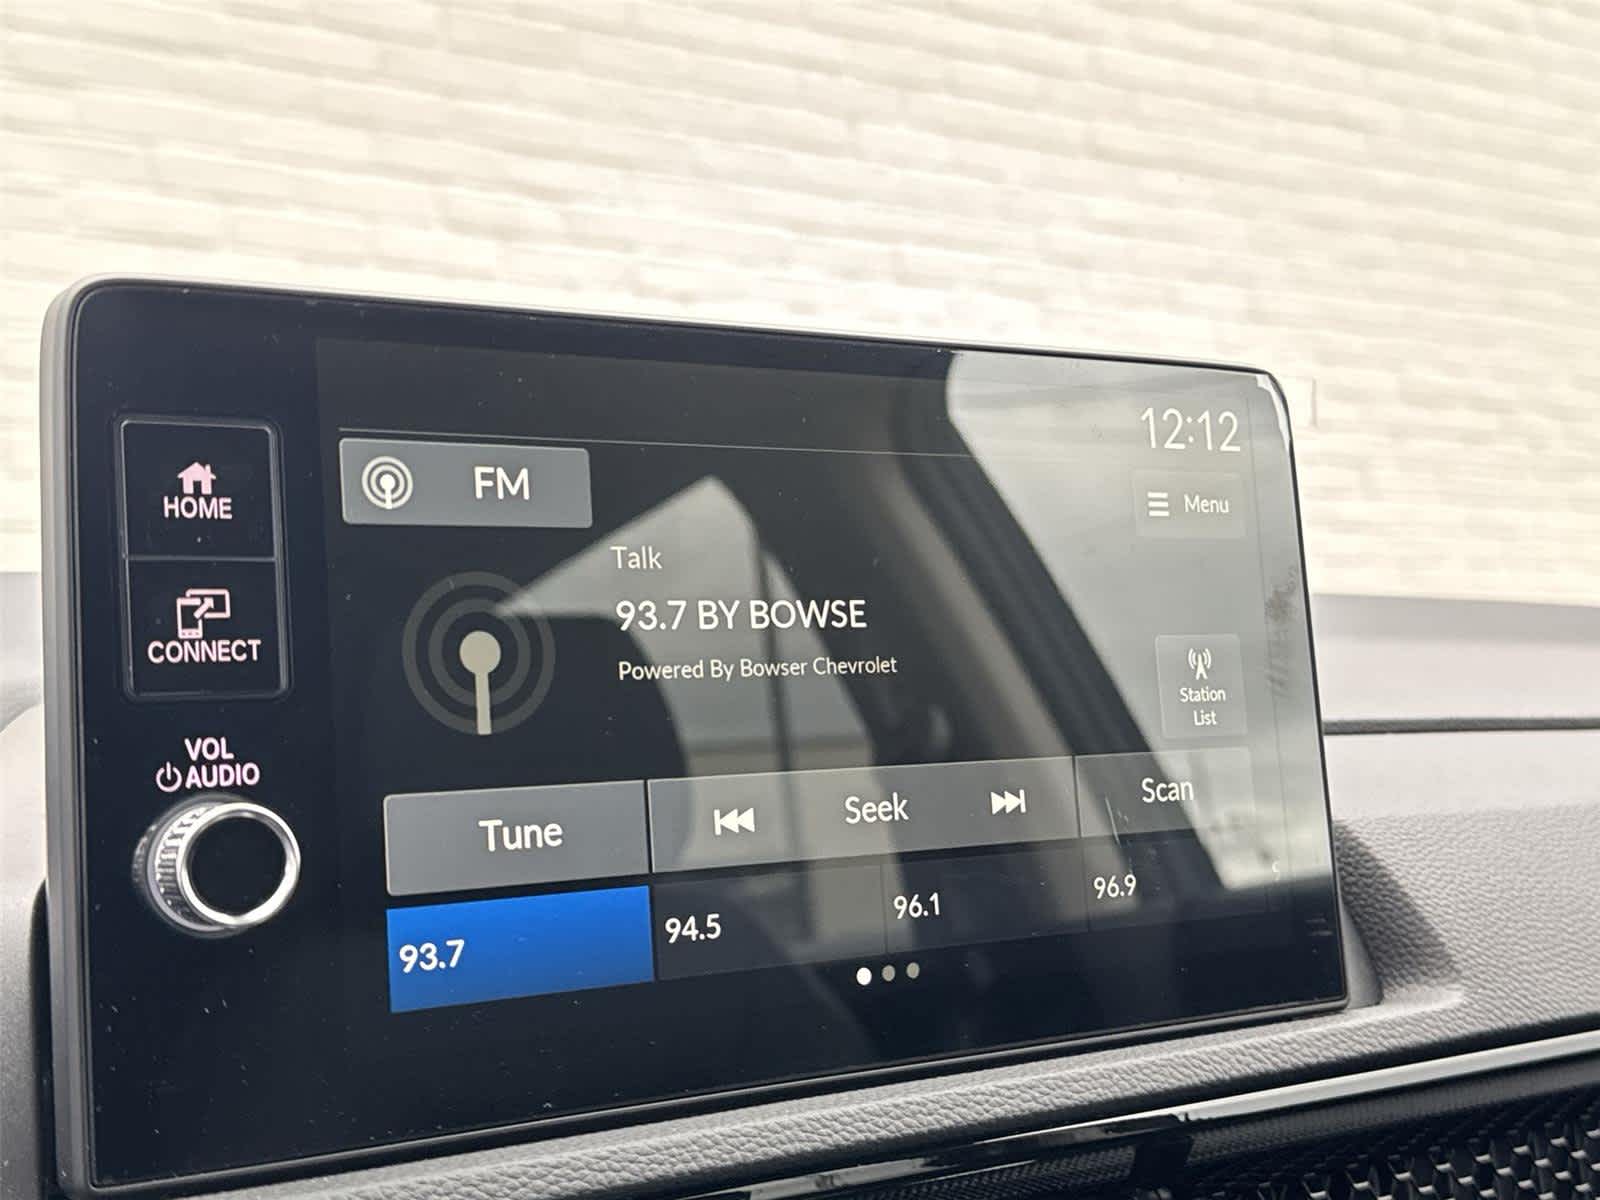 HOME
CONNECT
VOL
AUDIO
12:12
FM
Menu
Talk
93.7 BY BOWSE
Powered By Bowser Chevrolet
Station
List
Tune
Seek
Scan
93.7
94.5
96.1
96.9